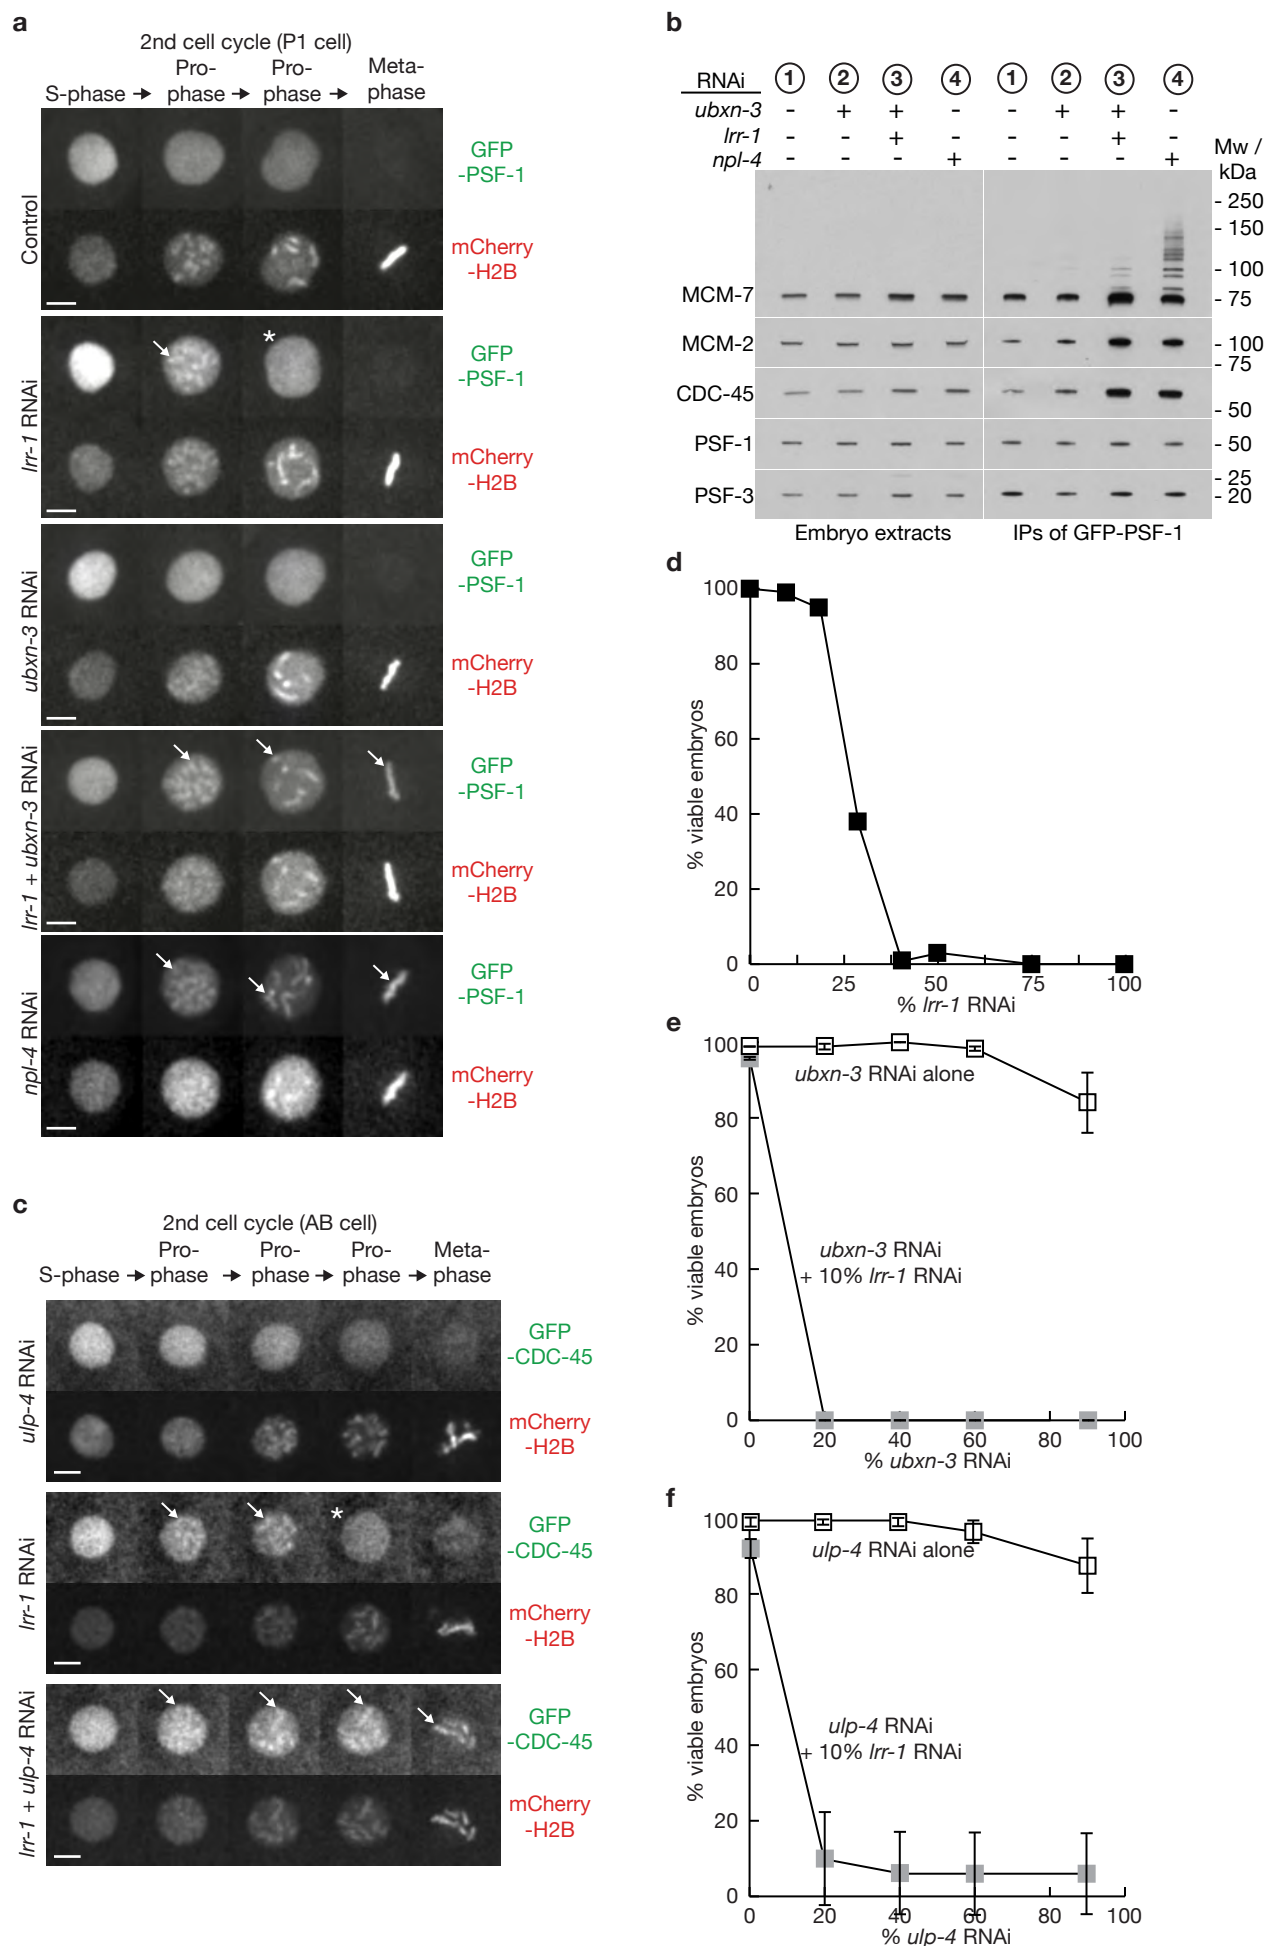 a
2nd cell cycle (P1 cell)
S-phase → Pro-phase → Pro-phase → Meta-phase
Control
GFP
-PSF-1
mCherry
-H2B
lrr-1 RNAi
*
GFP
-PSF-1
mCherry
-H2B
ubxn-3 RNAi
GFP
-PSF-1
mCherry
-H2B
lrr-1 + ubxn-3 RNAi
GFP
-PSF-1
mCherry
-H2B
npl-4 RNAi
GFP
-PSF-1
mCherry
-H2B
b
RNAi 1 2 3 4 1 2 3 4
ubxn-3 - + + - - + + -
lrr-1 - - + - - - + -
npl-4 - - - + - - - +
Mw /
kDa
- 250
- 150
- 100
MCM-7 - 75
MCM-2 - 100
- 75
CDC-45
- 50
PSF-1 - 50
- 25
PSF-3 - 20
Embryo extracts IPs of GFP-PSF-1
c
2nd cell cycle (AB cell)
S-phase → Pro-phase → Pro-phase → Pro-phase → Meta-phase
ulp-4 RNAi
GFP
-CDC-45
mCherry
-H2B
lrr-1 RNAi
*
GFP
-CDC-45
mCherry
-H2B
lrr-1 + ulp-4 RNAi
GFP
-CDC-45
mCherry
-H2B
d
% viable embryos
100
80
60
40
20
0
0 25 50 75 100
% lrr-1 RNAi
e
% viable embryos
100
80
60
40
20
0
ubxn-3 RNAi alone
ubxn-3 RNAi
+ 10% lrr-1 RNAi
0 20 40 60 80 100
% ubxn-3 RNAi
f
% viable embryos
100
80
60
40
20
0
ulp-4 RNAi alone
ulp-4 RNAi
+ 10% lrr-1 RNAi
0 20 40 60 80 100
% ulp-4 RNAi